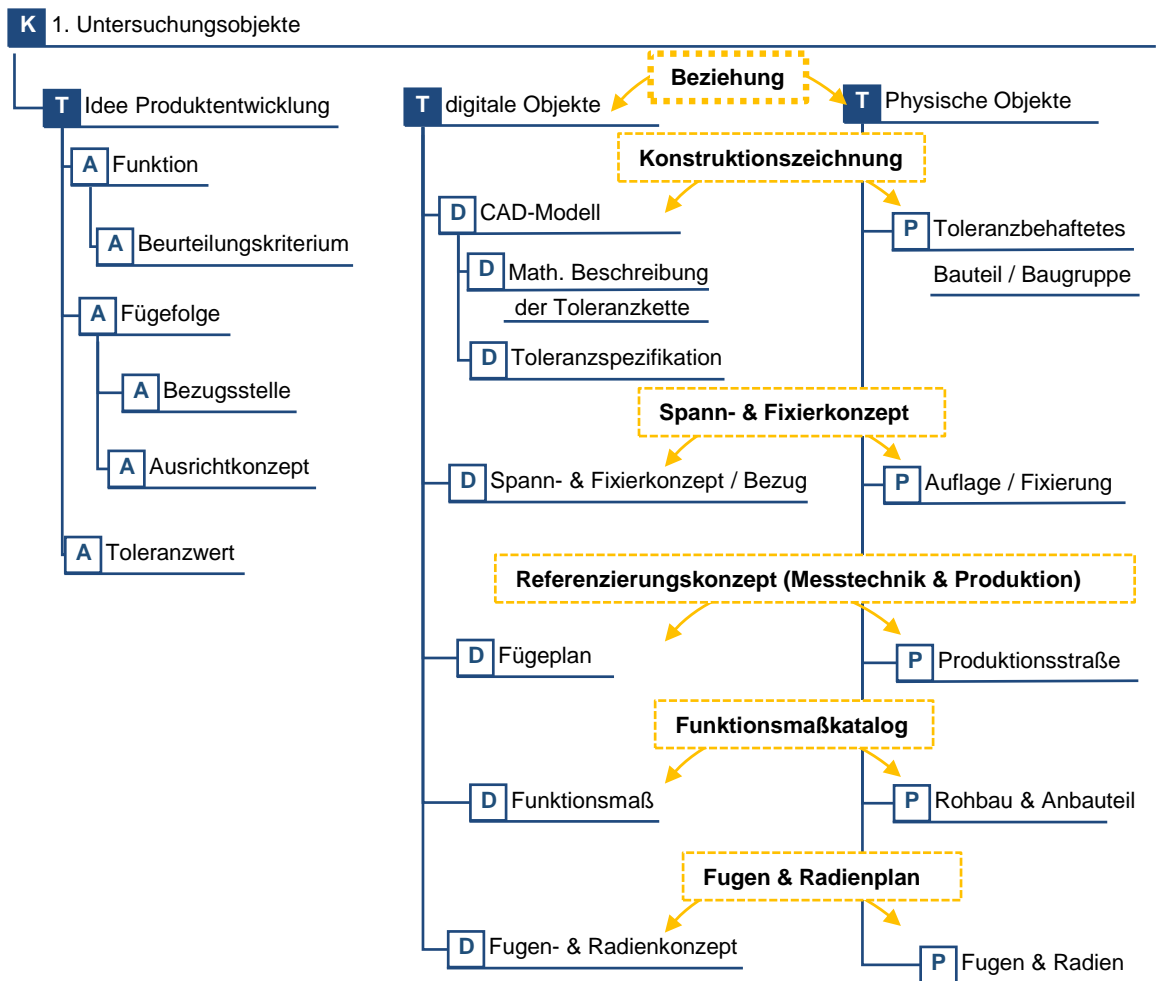 K 1. Untersuchungsobjekte
Beziehung
T Idee Produktentwicklung
T digitale Objekte
T Physische Objekte
A Funktion
Konstruktionszeichnung
A Beurteilungskriterium
D CAD-Modell
P Toleranzbehaftetes
Bauteil / Baugruppe
D Math. Beschreibung
der Toleranzkette
A Fügefolge
D Toleranzspezifikation
A Bezugsstelle
Spann- & Fixierkonzept
A Ausrichtkonzept
D Spann- & Fixierkonzept / Bezug
P Auflage / Fixierung
A Toleranzwert
Referenzierungskonzept (Messtechnik & Produktion)
D Fügeplan
P Produktionsstraße
Funktionsmaßkatalog
D Funktionsmaß
P Rohbau & Anbauteil
Fugen & Radienplan
D Fugen- & Radienkonzept
P Fugen & Radien